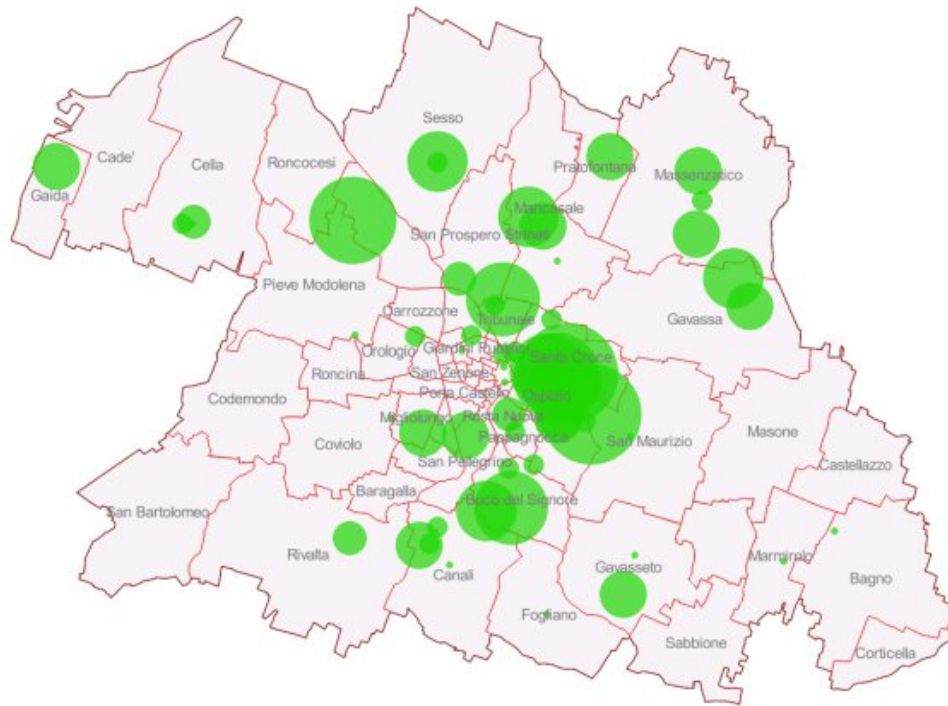 Sesso
Cade'
Cella
Roncocesi
Pratofontana
Massenzatico
Gaida
Mancasale
San Prospero Strinati
Pieve Modolena
Carrozzone
Tribunale
Gavassa
Orologio
Giardini Pubblici
Santa Croce
Roncina
San Zenone
Codemondo
Porta Castello
Ospizio
Migliolungo
Rosta Nuova
Coviolo
Pappagnocca
San Maurizio
Masone
San Pellegrino
Castellazzo
Baragalla
Buco del Signore
San Bartolomeo
Rivalta
Canali
Gavasseto
Marmirolo
Bagno
Fogliano
Sabbione
Corticella